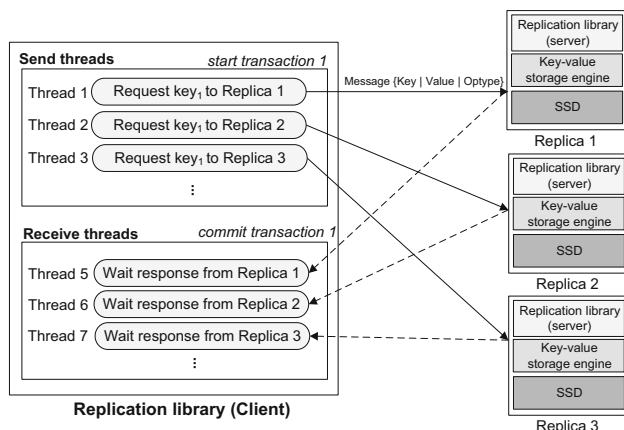 Send threads
start transaction 1
Thread 1
Request key₁ to Replica 1
Thread 2
Request key₁ to Replica 2
Thread 3
Request key₁ to Replica 3
⋮
Receive threads
commit transaction 1
Thread 5
Wait response from Replica 1
Thread 6
Wait response from Replica 2
Thread 7
Wait response from Replica 3
⋮
Replication library (Client)
Message {Key | Value | Optype}
Replication library
(server)
Key-value
storage engine
SSD
Replica 1
Replication library
(server)
Key-value
storage engine
SSD
Replica 2
Replication library
(server)
Key-value
storage engine
SSD
Replica 3